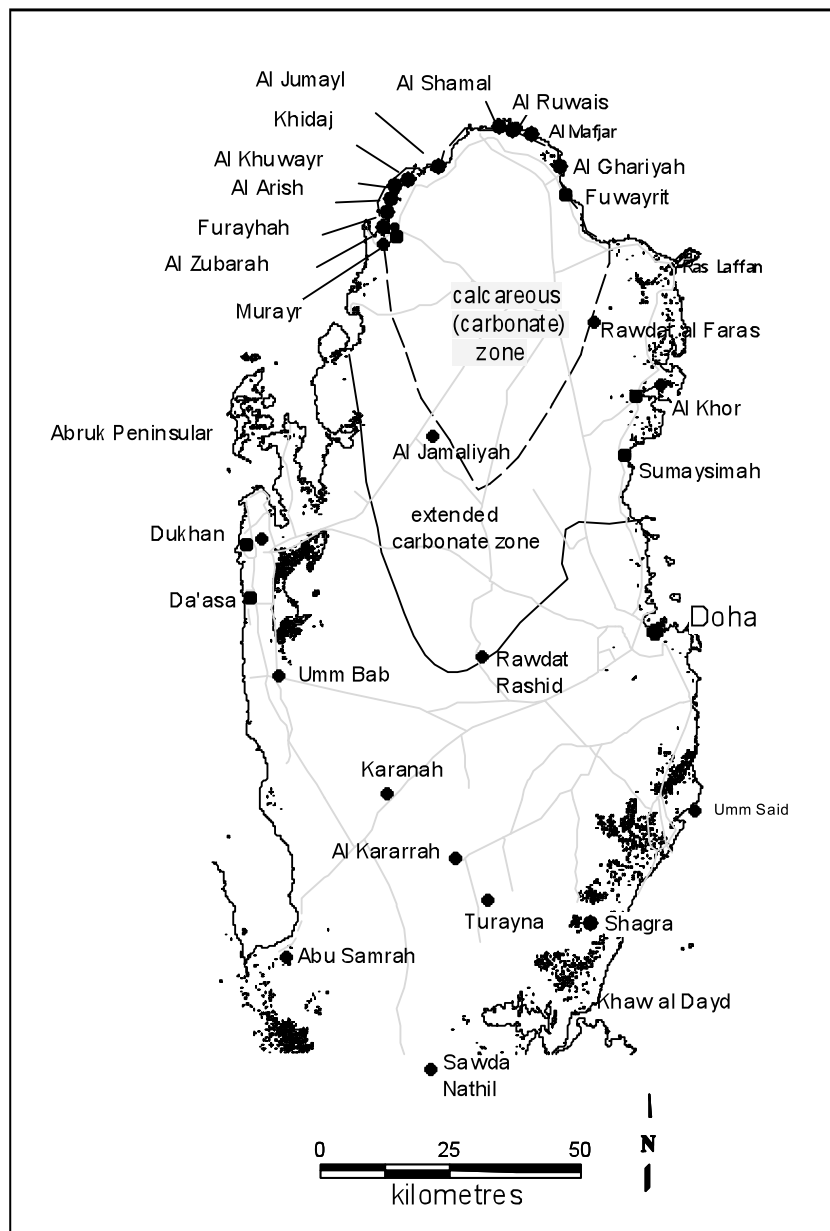 Al Jumayl
Al Shamal
Al Ruwais
Khidaj
Al Mafjar
Al Khuwayr
Al Ghariyah
Al Arish
Fuwayrit
Furayhah
Al Zubarah
Ras Laffan
Murayr
calcareous
(carbonate)
zone
Rawdat al Faras
Al Khor
Abruk Peninsular
Al Jamaliyah
Sumaysimah
extended
carbonate zone
Dukhan
Da'asa
Doha
Umm Bab
Rawdat
Rashid
Karanah
Umm Said
Al Kararrah
Turayna
Shagra
Abu Samrah
Khaw al Dayd
Sawda
Nathil
N
0 25 50
kilometres